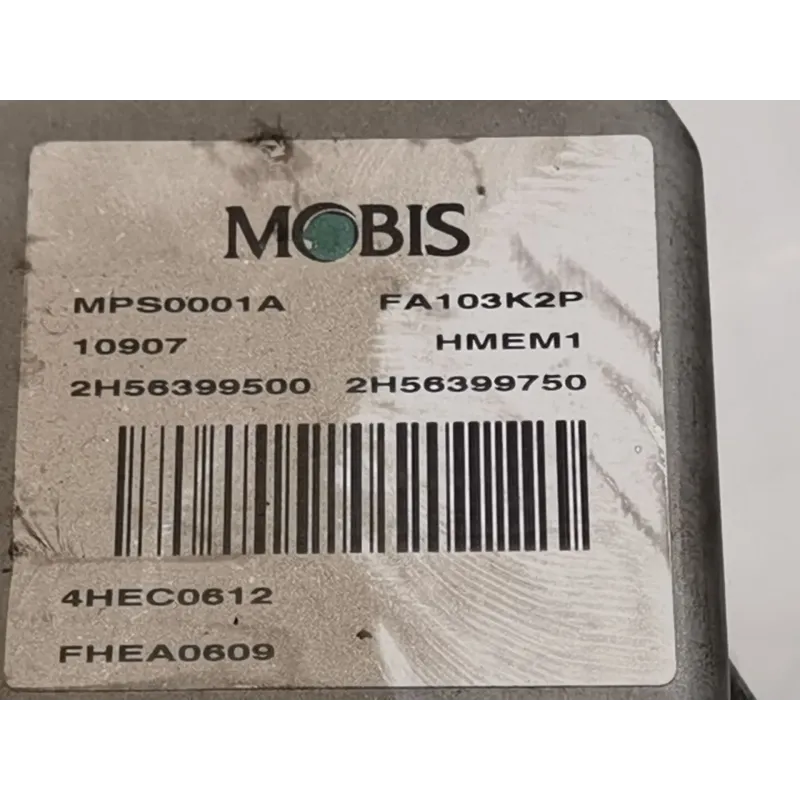 MOBIS
MPS0001A FA103K2P
10907 HMEM1
2H56399500 2H56399750
4HEC0612
FHEA0609